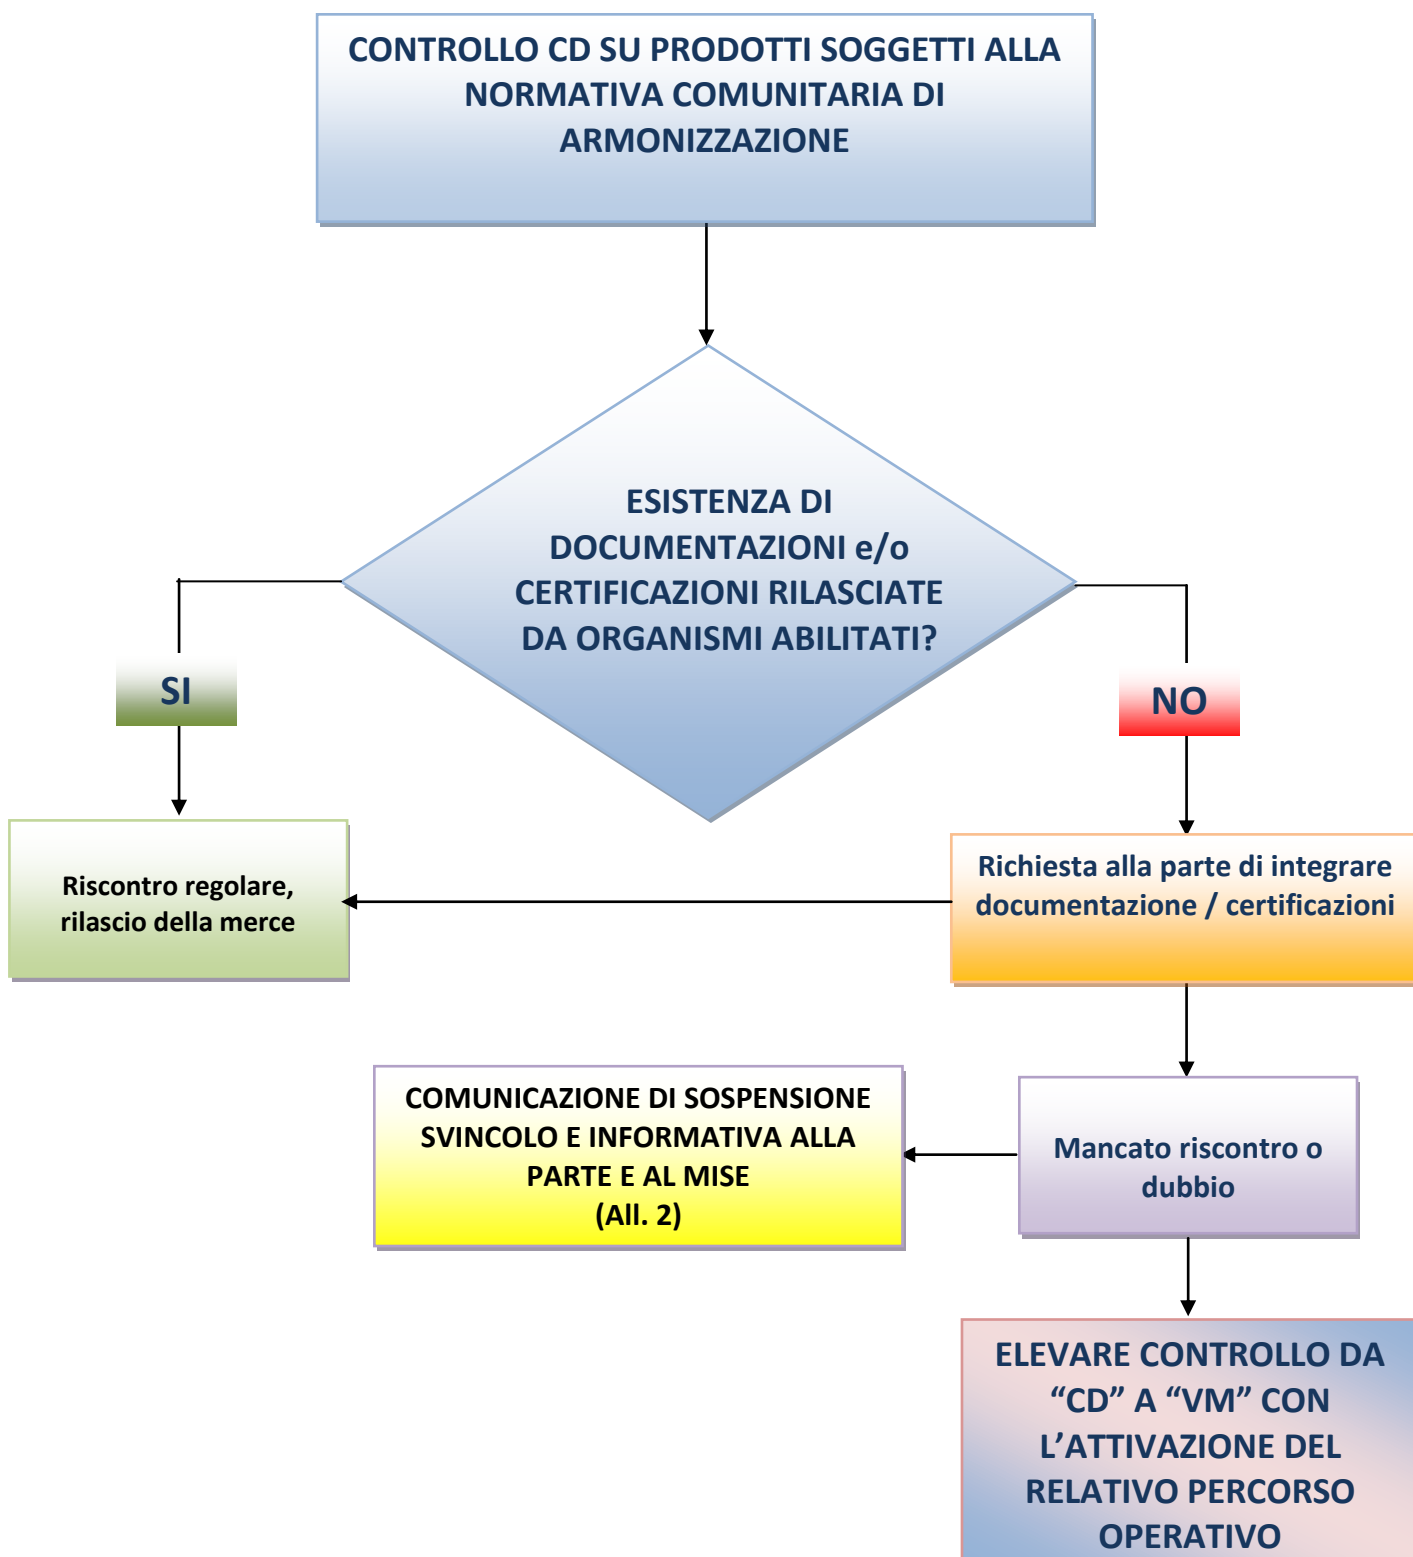 CONTROLLO CD SU PRODOTTI SOGGETTI ALLA
NORMATIVA COMUNITARIA DI
ARMONIZZAZIONE
ESISTENZA DI
DOCUMENTAZIONI e/o
CERTIFICAZIONI RILASCIATE
DA ORGANISMI ABILITATI?
SI
NO
Riscontro regolare,
rilascio della merce
Richiesta alla parte di integrare
documentazione / certificazioni
COMUNICAZIONE DI SOSPENSIONE
SVINCOLO E INFORMATIVA ALLA
PARTE E AL MISE
(All. 2)
Mancato riscontro o
dubbio
ELEVARE CONTROLLO DA
“CD” A “VM” CON
L’ATTIVAZIONE DEL
RELATIVO PERCORSO
OPERATIVO